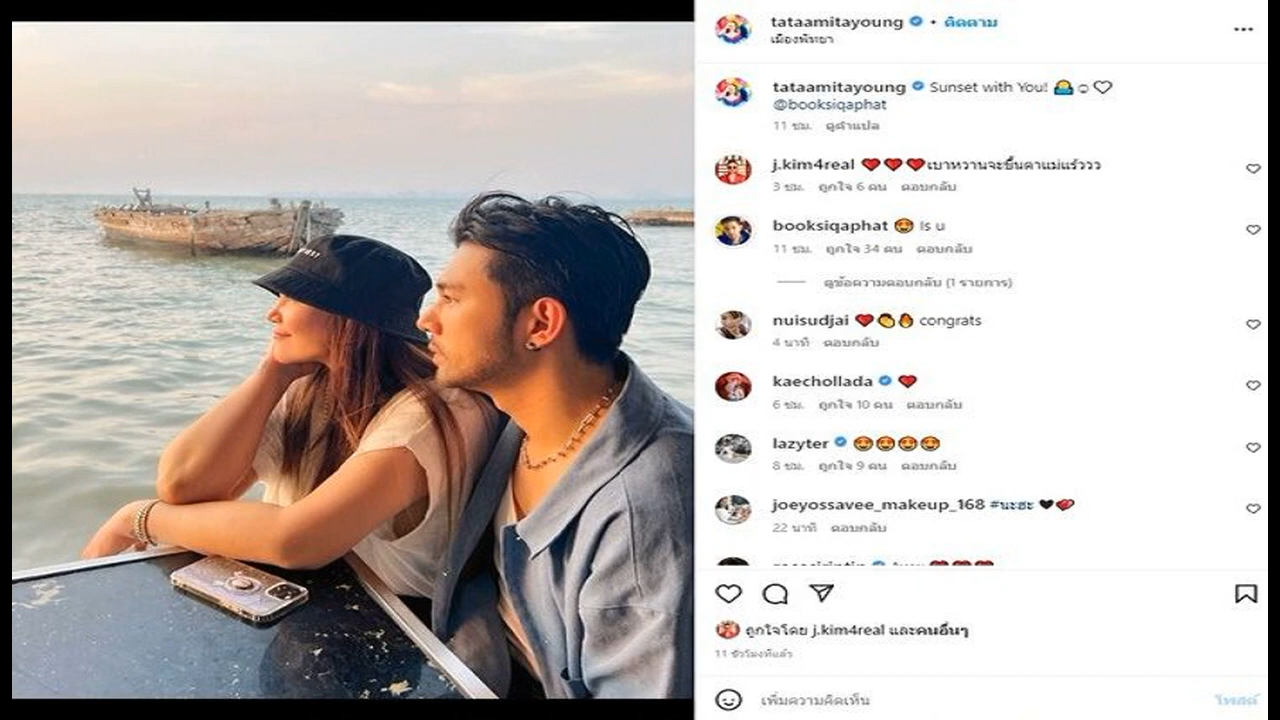 tataamitayoung • ติดตาม
เมืองพัทยา
tataamitayoung Sunset with You! 
@booksiqaphat
11 ชม. ดูคำแปล
j.kim4real ❤️❤️❤️เบาหวานจะขึ้นตาแม่แร้ววว
3 ชม. ถูกใจ 6 คน ตอบกลับ
booksiqaphat 😍 Is u
11 ชม. ถูกใจ 34 คน ตอบกลับ
ดูข้อความตอบกลับ (1 รายการ)
nuisudjai ❤️👏🔥 congrats
4 นาที ตอบกลับ
kaechollada ❤️
6 ชม. ถูกใจ 10 คน ตอบกลับ
lazyter 😍😍😍😍
8 ชม. ถูกใจ 9 คน ตอบกลับ
joeyossavee_makeup_168 #นะฮะ 🖤💕
22 นาที ตอบกลับ
ถูกใจโดย j.kim4real และคนอื่นๆ
11 ชั่วโมงที่แล้ว
เพิ่มความคิดเห็น โพสต์